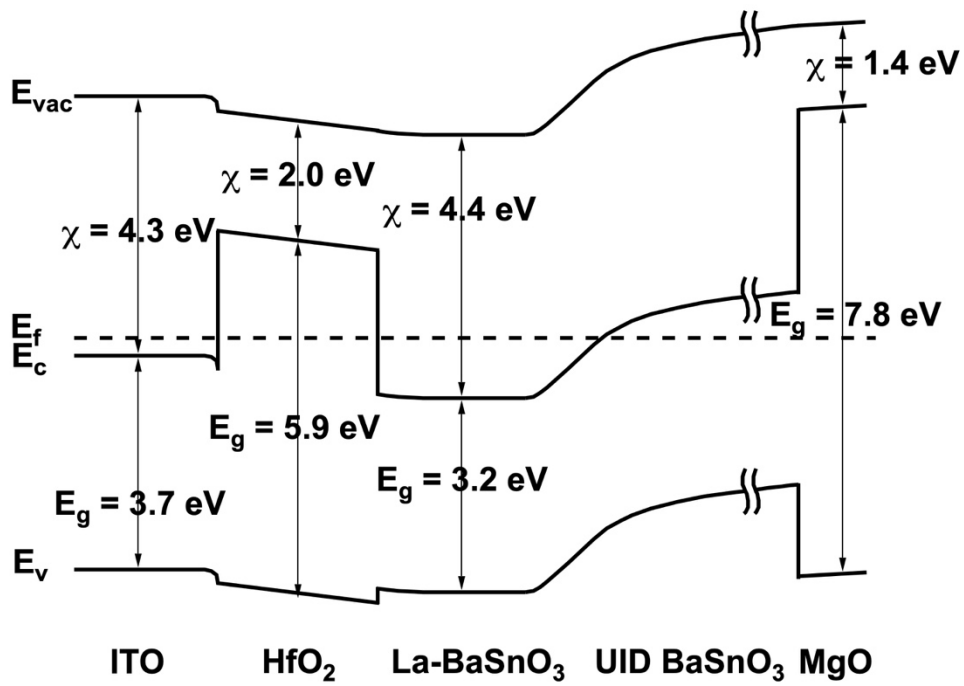 χ = 1.4 eV
E_vac
χ = 2.0 eV
χ = 4.4 eV
χ = 4.3 eV
E_f
E_g = 7.8 eV
E_c
E_g = 5.9 eV
E_g = 3.2 eV
E_g = 3.7 eV
E_v
ITO HfO₂ La-BaSnO₃ UID BaSnO₃ MgO